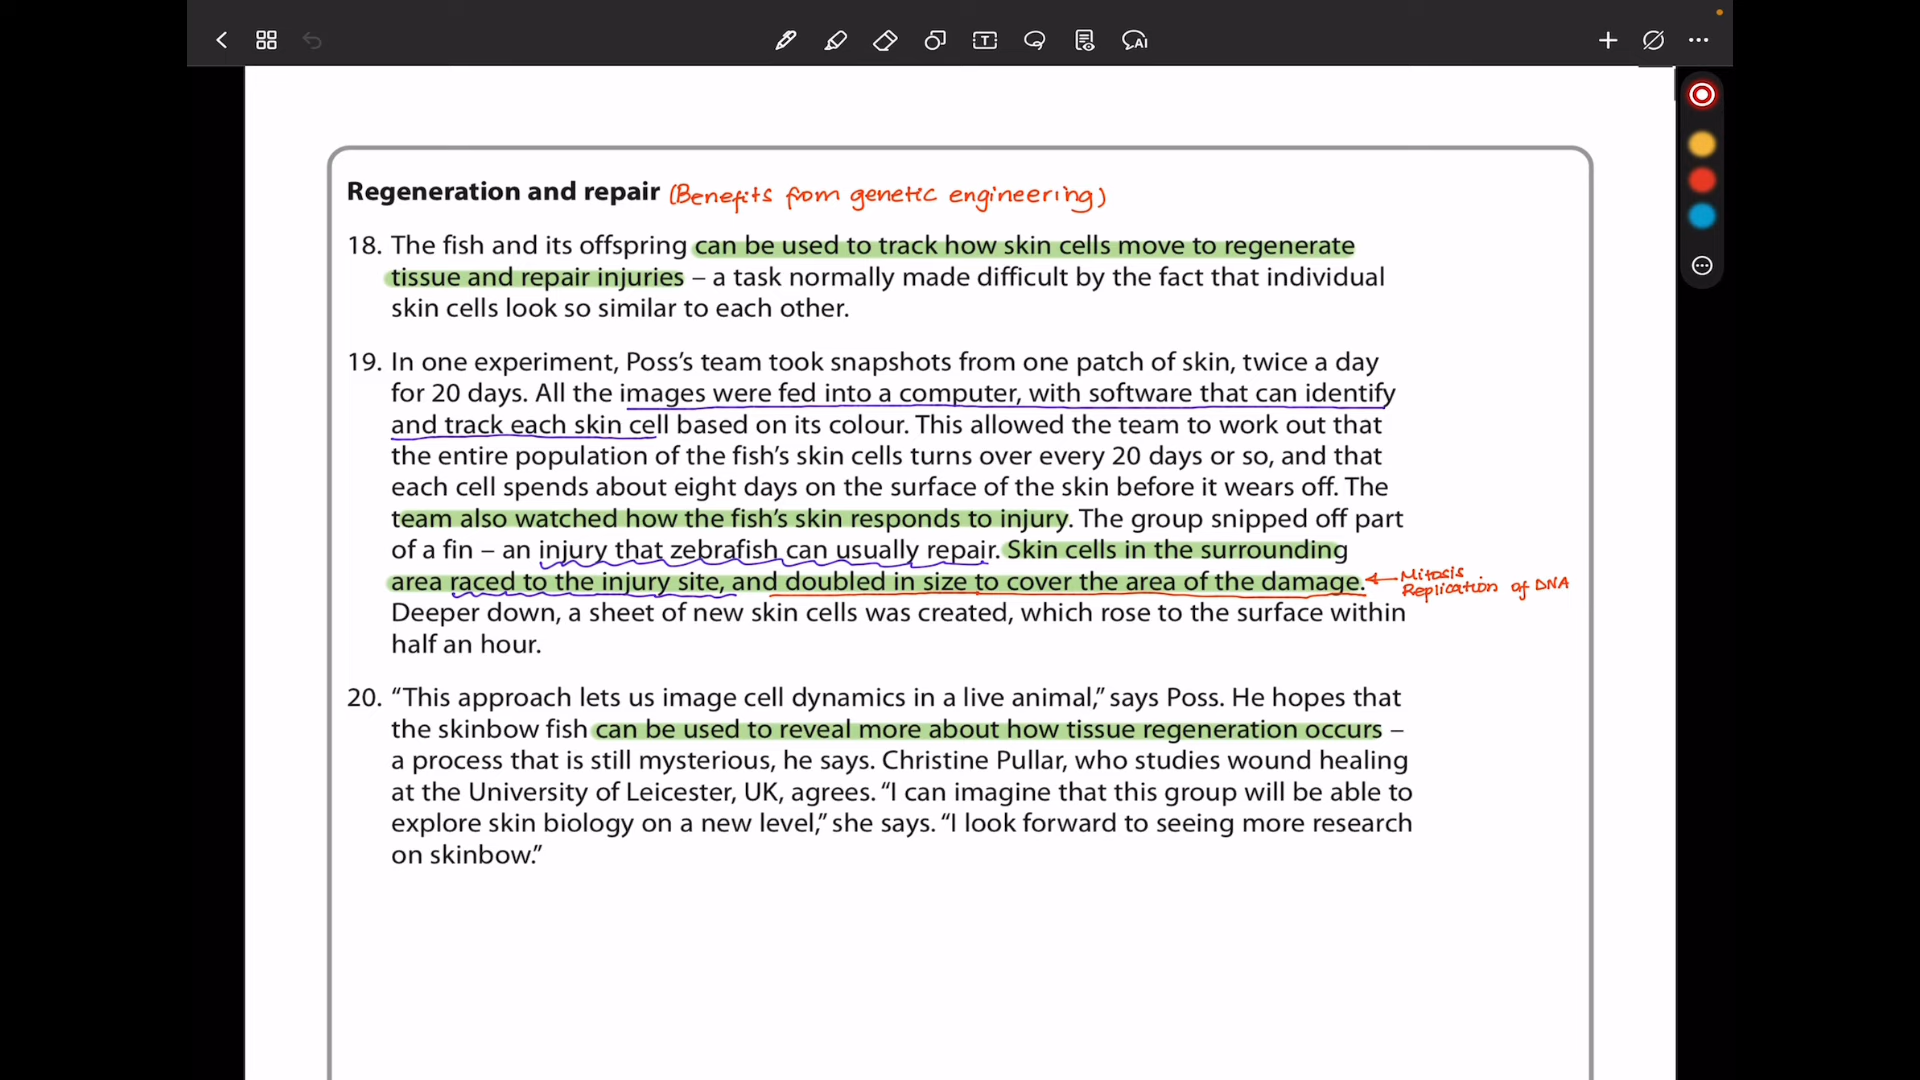 T
AI
Regeneration and repair (Benefits from genetic engineering)
18. The fish and its offspring can be used to track how skin cells move to regenerate
tissue and repair injuries – a task normally made difficult by the fact that individual
skin cells look so similar to each other.
19. In one experiment, Poss’s team took snapshots from one patch of skin, twice a day
for 20 days. All the images were fed into a computer, with software that can identify
and track each skin cell based on its colour. This allowed the team to work out that
the entire population of the fish’s skin cells turns over every 20 days or so, and that
each cell spends about eight days on the surface of the skin before it wears off. The
team also watched how the fish’s skin responds to injury. The group snipped off part
of a fin – an injury that zebrafish can usually repair. Skin cells in the surrounding
area raced to the injury site, and doubled in size to cover the area of the damage.
Mitosis
Replication of DNA
Deeper down, a sheet of new skin cells was created, which rose to the surface within
half an hour.
20. “This approach lets us image cell dynamics in a live animal,” says Poss. He hopes that
the skinbow fish can be used to reveal more about how tissue regeneration occurs –
a process that is still mysterious, he says. Christine Pullar, who studies wound healing
at the University of Leicester, UK, agrees. “I can imagine that this group will be able to
explore skin biology on a new level,” she says. “I look forward to seeing more research
on skinbow.”